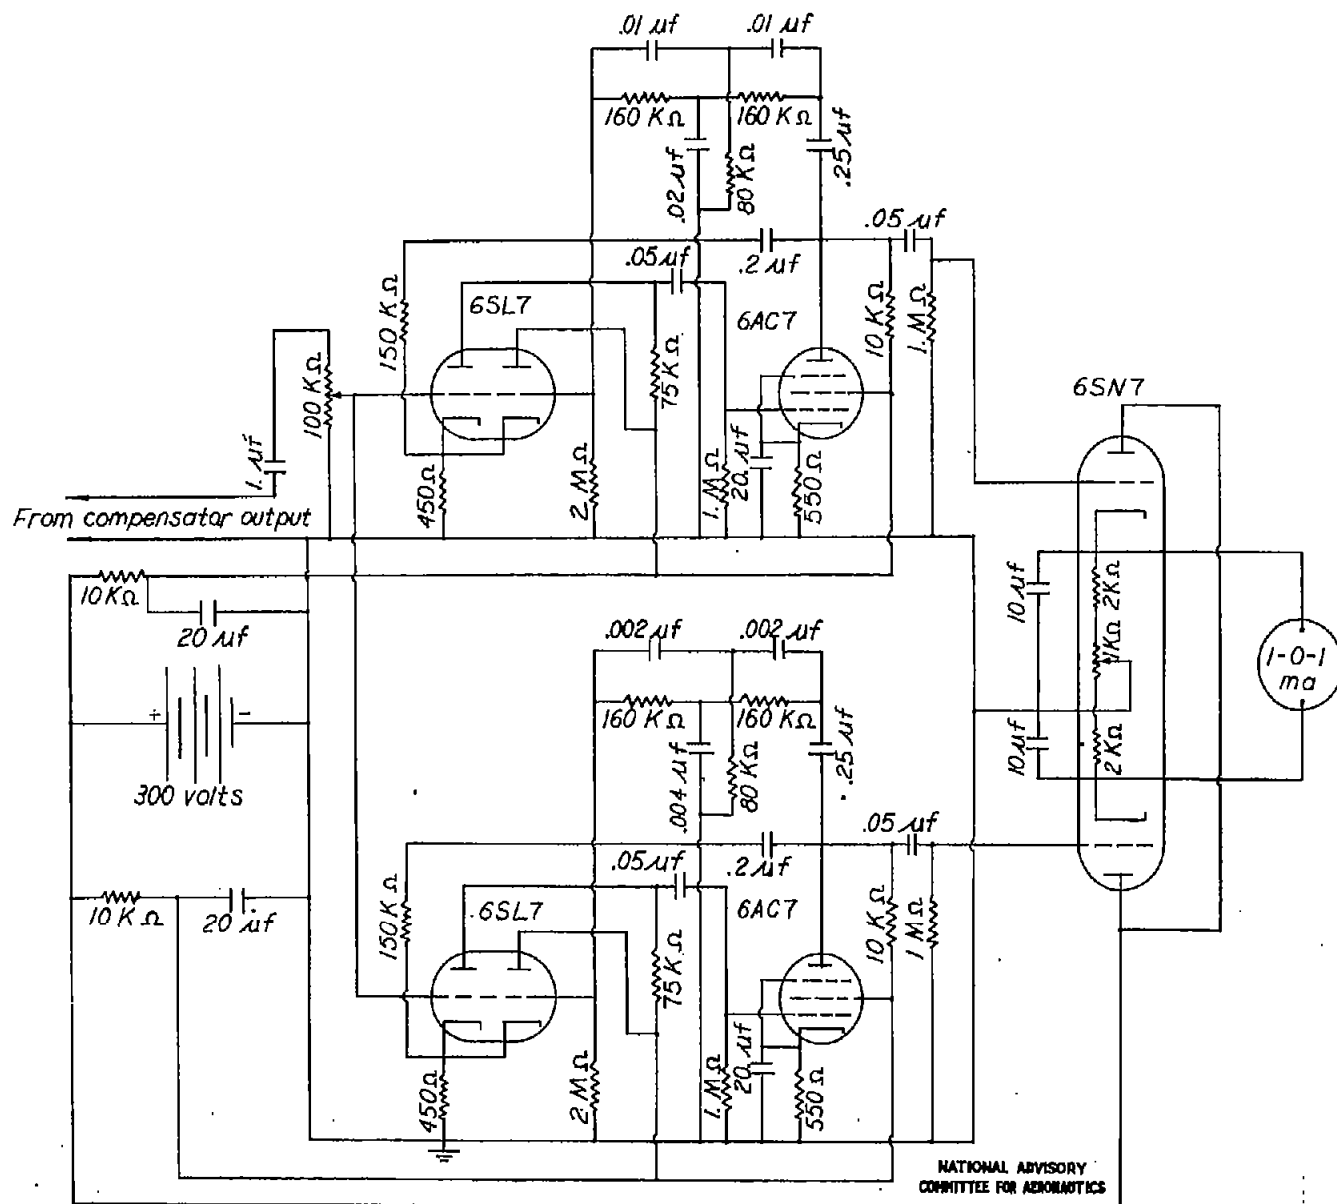 .01 µf
.01 µf
160 KΩ
160 KΩ
.02 µf
80 KΩ
.25 µf
.05 µf
.2 µf
.05 µf
150 KΩ
6SL7
6AC7
10 KΩ
1. MΩ
75 KΩ
100 KΩ
6SN7
1. µf
450Ω
2 MΩ
1. MΩ
20 µf
550Ω
From compensator output
10 KΩ
20 µf
10 µf
2KΩ
1KΩ
1-0-1
ma
10 µf
2 KΩ
.002 µf
.002 µf
160 KΩ
160 KΩ
.004 µf
80 KΩ
.25 µf
+
-
300 volts
.05 µf
.2 µf
.05 µf
10 KΩ
20 µf
150 KΩ
6SL7
6AC7
75 KΩ
10 KΩ
1 MΩ
450Ω
2 MΩ
1. MΩ
20 µf
550 Ω
NATIONAL ADVISORY
COMMITTEE FOR AERONAUTICS